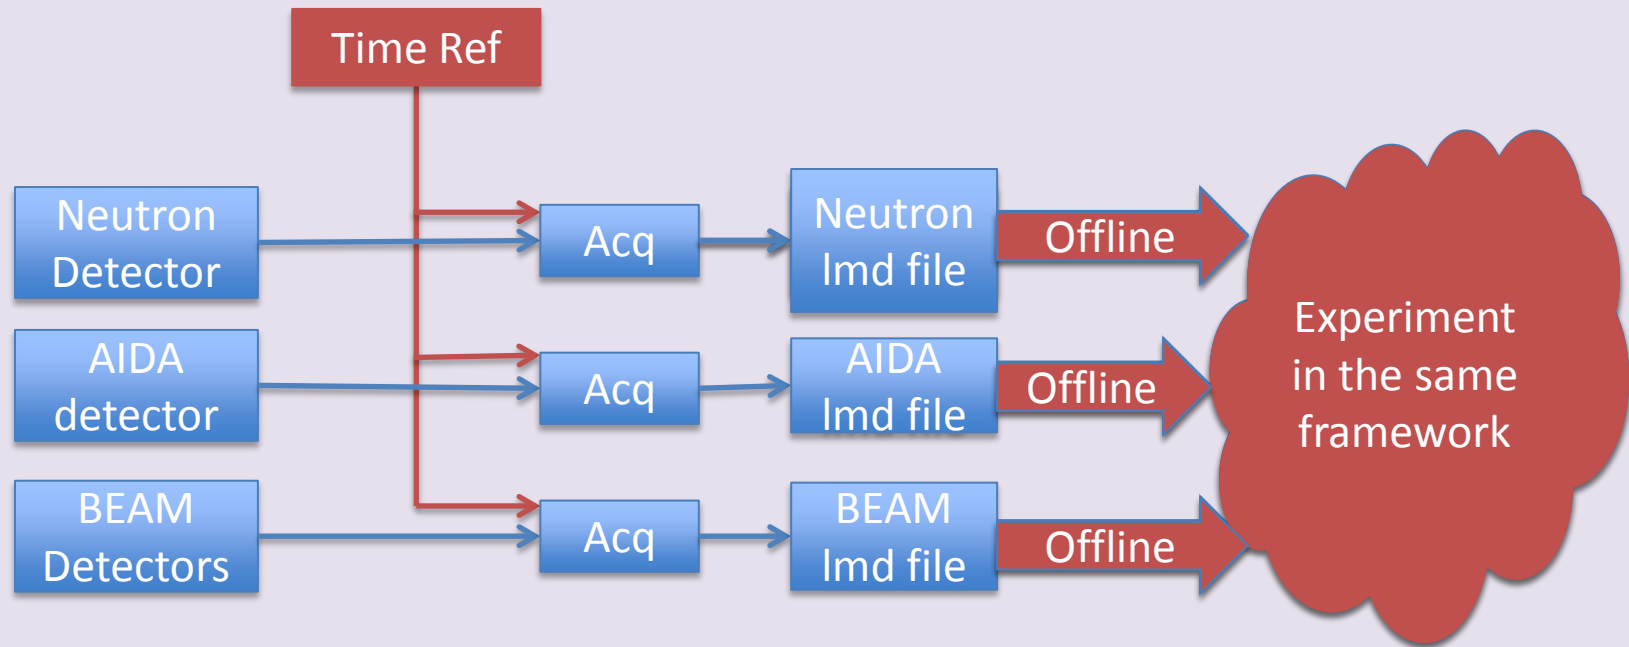 Time Ref
Neutron
Detector
Acq
Neutron
lmd file
Offline
AIDA
detector
Acq
AIDA
lmd file
Offline
BEAM
Detectors
Acq
BEAM
lmd file
Offline
Experiment
in the same
framework